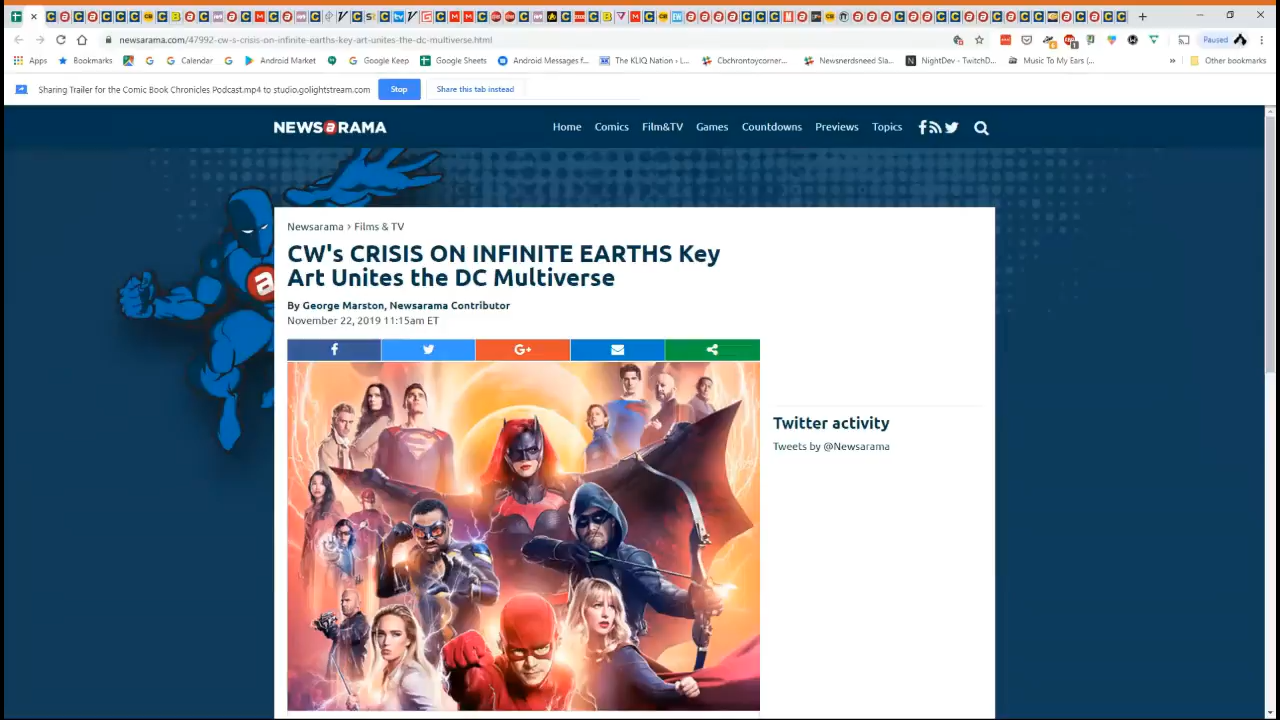 newsarama.com/47992-cw-s-crisis-on-infinite-earths-key-art-unites-the-dc-multiverse.html
Paused
Apps Bookmarks Calendar Android Market Google Keep Google Sheets Android Messages f... The KLIQ Nation › L... Cbchrontoycorner... Newsnerdsneed Sla... NightDev - TwitchD... Music To My Ears (... » Other bookmarks
Sharing Trailer for the Comic Book Chronicles Podcast.mp4 to studio.golightstream.com Stop Share this tab instead
NEWSaRAMA Home Comics Film&TV Games Countdowns Previews Topics
a
Newsarama › Films & TV
CW's CRISIS ON INFINITE EARTHS Key
Art Unites the DC Multiverse
By George Marston, Newsarama Contributor
November 22, 2019 11:15am ET
G+
Twitter activity
Tweets by @Newsarama